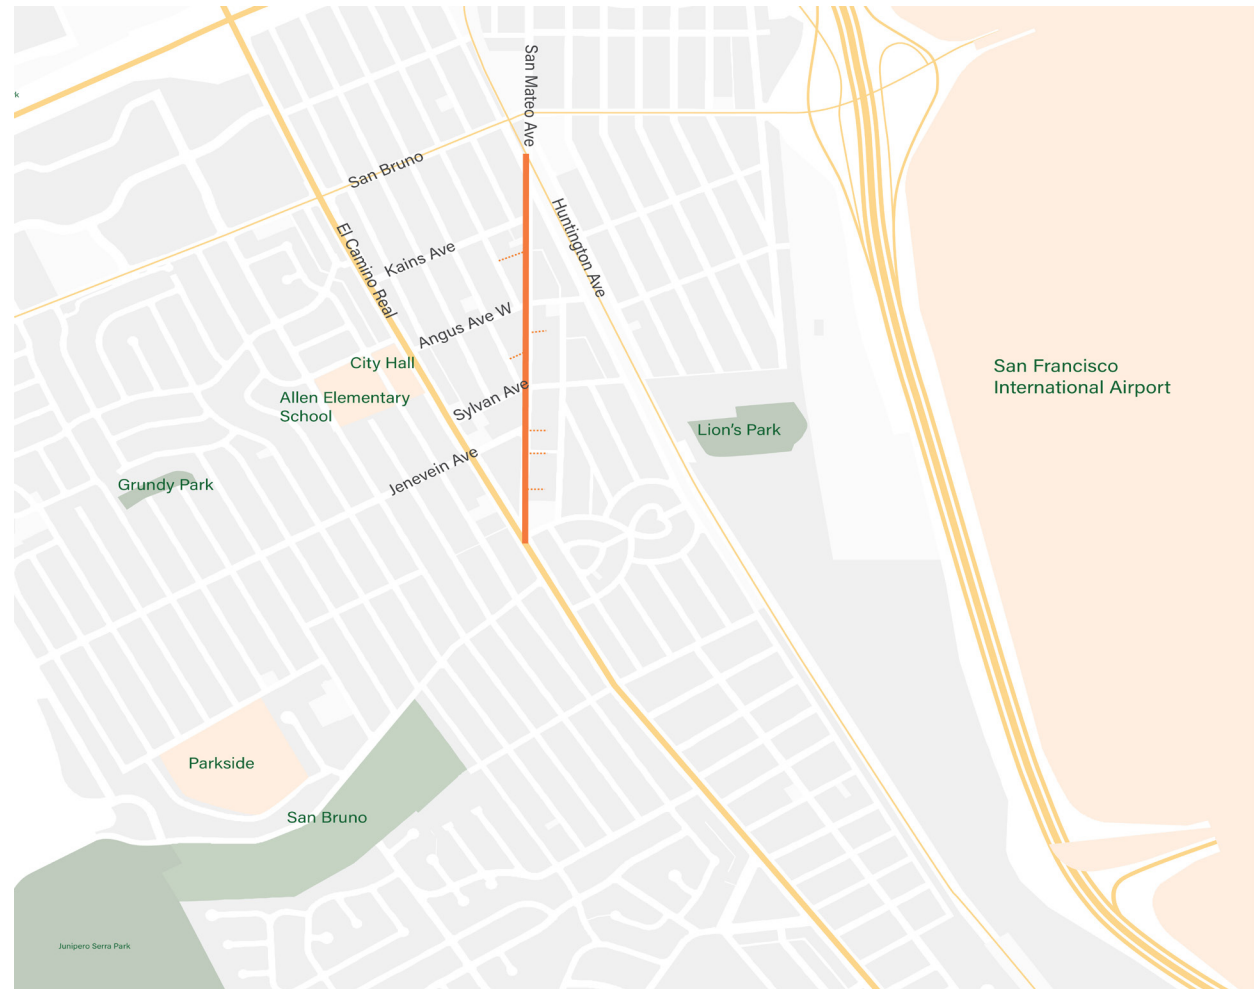 San Mateo Ave
k
San Bruno
Huntington Ave
El Camino Real
Kains Ave
Angus Ave W
City Hall
San Francisco
International Airport
Allen Elementary
School
Sylvan Ave
Lion's Park
Jenevein Ave
Grundy Park
Parkside
San Bruno
Junipero Serra Park